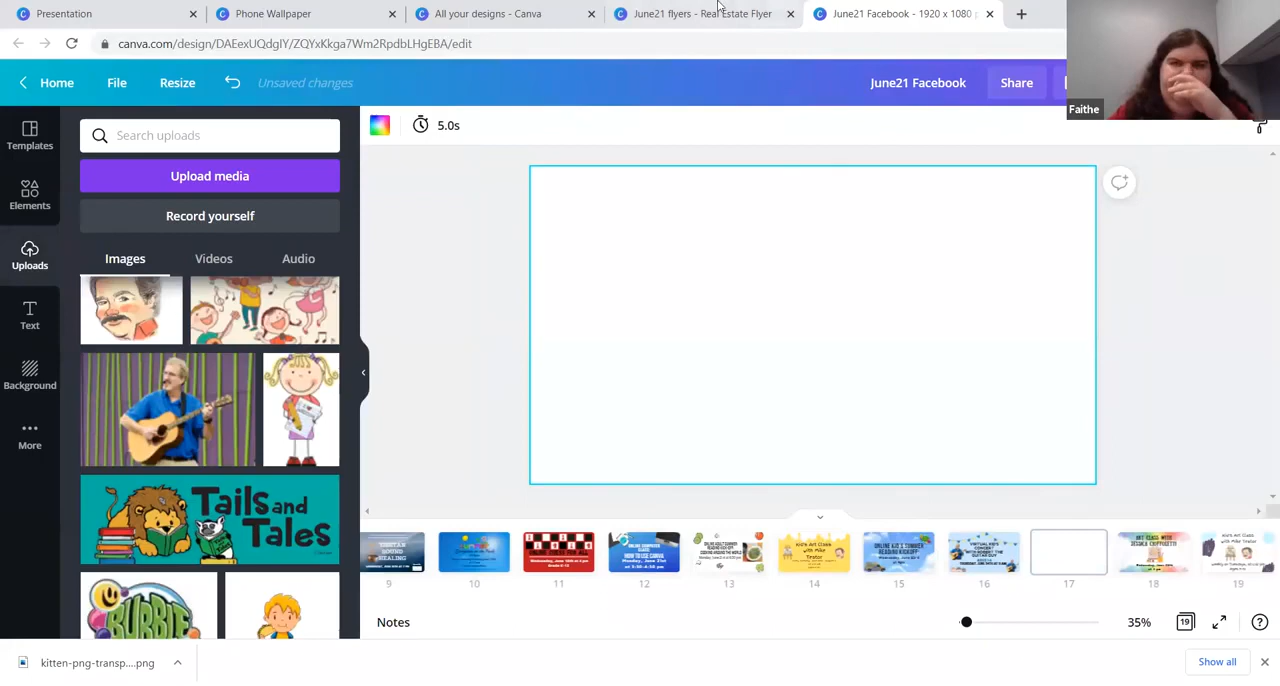 Presentation
Phone Wallpaper
All your designs - Canva
June21 flyers - Real Estate Flyer
June21 Facebook - 1920 x 1080
canva.com/design/DAEexUQdgIY/ZQYxKkga7Wm2RpdbLHgEBA/edit
Home
File
Resize
Unsaved changes
June21 Facebook
Share
Faithe
Templates
Elements
Uploads
Text
Background
More
Search uploads
Upload media
Record yourself
Images
Videos
Audio
5.0s
Tails and
Tales
BUBBLE
9
10
11
12
13
14
15
16
17
18
19
Notes
35%
19
kitten-png-transp....png
Show all